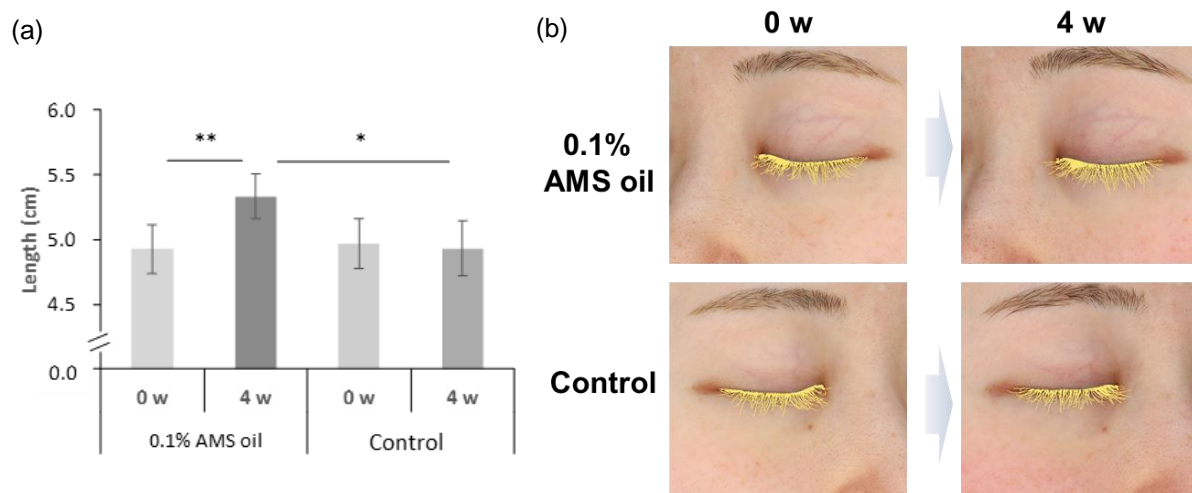 (a)
6.0
5.5
5.0
4.5
0.0
Length (cm)
**
*
0 w
4 w
0 w
4 w
0.1% AMS oil
Control
(b)
0 w
4 w
0.1%
AMS oil
Control